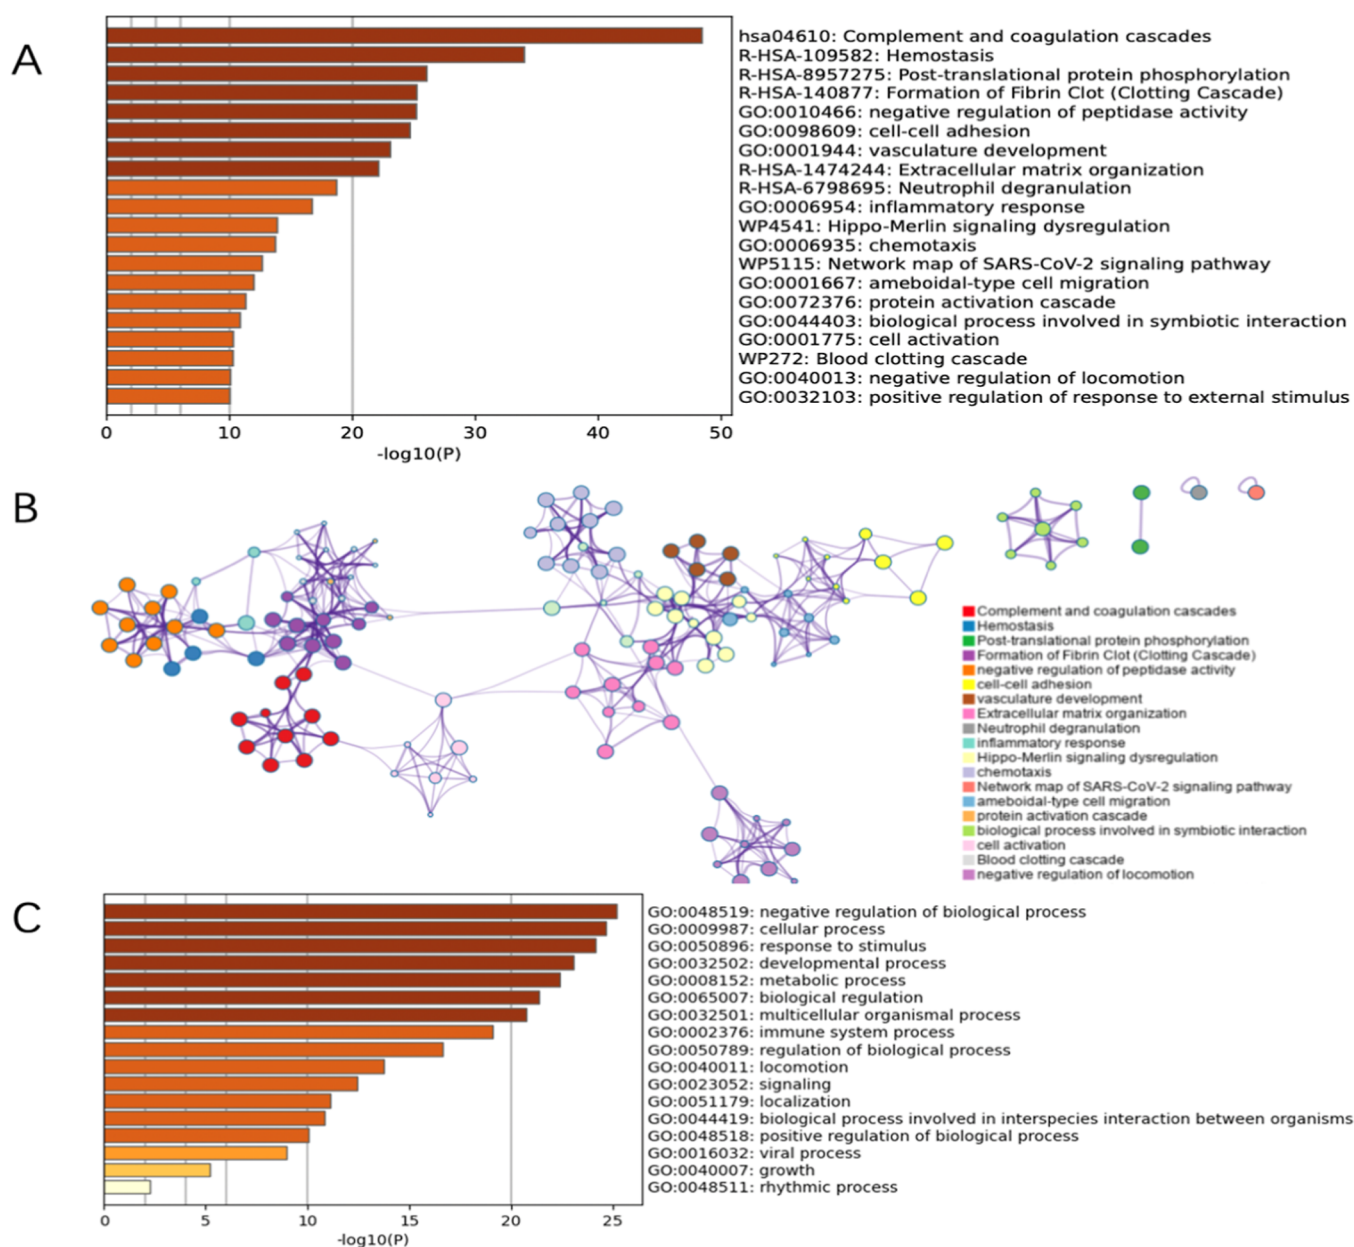 A
hsa04610: Complement and coagulation cascades
R-HSA-109582: Hemostasis
R-HSA-8957275: Post-translational protein phosphorylation
R-HSA-140877: Formation of Fibrin Clot (Clotting Cascade)
GO:0010466: negative regulation of peptidase activity
GO:0098609: cell-cell adhesion
GO:0001944: vasculature development
R-HSA-1474244: Extracellular matrix organization
R-HSA-6798695: Neutrophil degranulation
GO:0006954: inflammatory response
WP4541: Hippo-Merlin signaling dysregulation
GO:0006935: chemotaxis
WP5115: Network map of SARS-CoV-2 signaling pathway
GO:0001667: ameboidal-type cell migration
GO:0072376: protein activation cascade
GO:0044403: biological process involved in symbiotic interaction
GO:0001775: cell activation
WP272: Blood clotting cascade
GO:0040013: negative regulation of locomotion
GO:0032103: positive regulation of response to external stimulus
0 10 20 30 40 50
-log10(P)
B
Complement and coagulation cascades
Hemostasis
Post-translational protein phosphorylation
Formation of Fibrin Clot (Clotting Cascade)
negative regulation of peptidase activity
cell-cell adhesion
vasculature development
Extracellular matrix organization
Neutrophil degranulation
inflammatory response
Hippo-Merlin signaling dysregulation
chemotaxis
Network map of SARS-CoV-2 signaling pathway
ameboidal-type cell migration
protein activation cascade
biological process involved in symbiotic interaction
cell activation
Blood clotting cascade
negative regulation of locomotion
C
GO:0048519: negative regulation of biological process
GO:0009987: cellular process
GO:0050896: response to stimulus
GO:0032502: developmental process
GO:0008152: metabolic process
GO:0065007: biological regulation
GO:0032501: multicellular organismal process
GO:0002376: immune system process
GO:0050789: regulation of biological process
GO:0040011: locomotion
GO:0023052: signaling
GO:0051179: localization
GO:0044419: biological process involved in interspecies interaction between organisms
GO:0048518: positive regulation of biological process
GO:0016032: viral process
GO:0040007: growth
GO:0048511: rhythmic process
0 5 10 15 20 25
-log10(P)